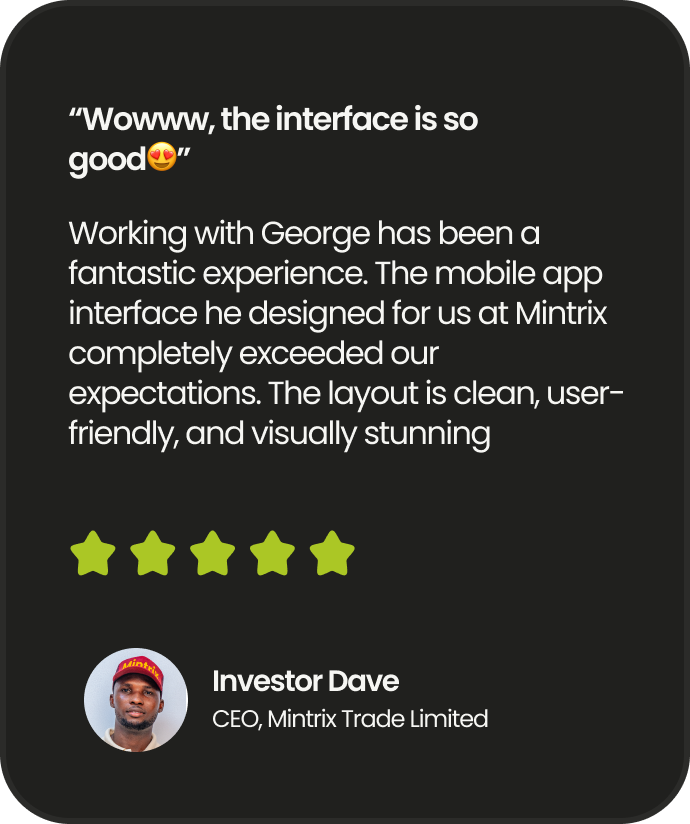 “Wowww, the interface is so
good😍”
Working with George has been a
fantastic experience. The mobile app
interface he designed for us at Mintrix
completely exceeded our
expectations. The layout is clean, user-
friendly, and visually stunning
Mintrix
Investor Dave
CEO, Mintrix Trade Limited